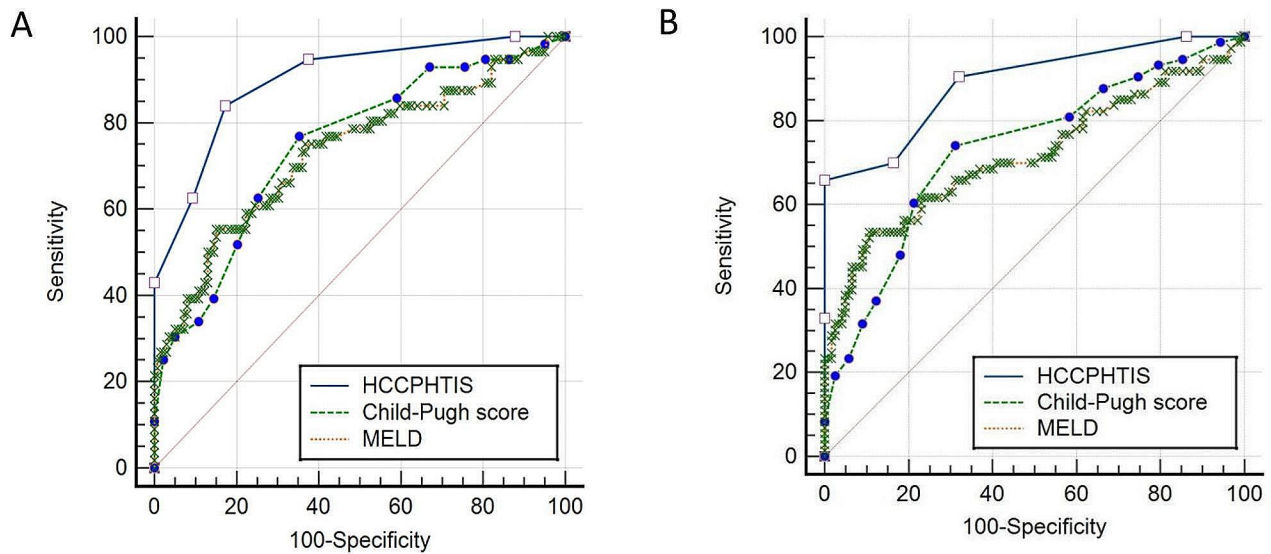 A
100
80
60
40
20
0
Sensitivity
0 20 40 60 80 100
100-Specificity
HCCPHTIS
Child-Pugh score
MELD
B
100
80
60
40
20
0
Sensitivity
0 20 40 60 80 100
100-Specificity
HCCPHTIS
Child-Pugh score
MELD